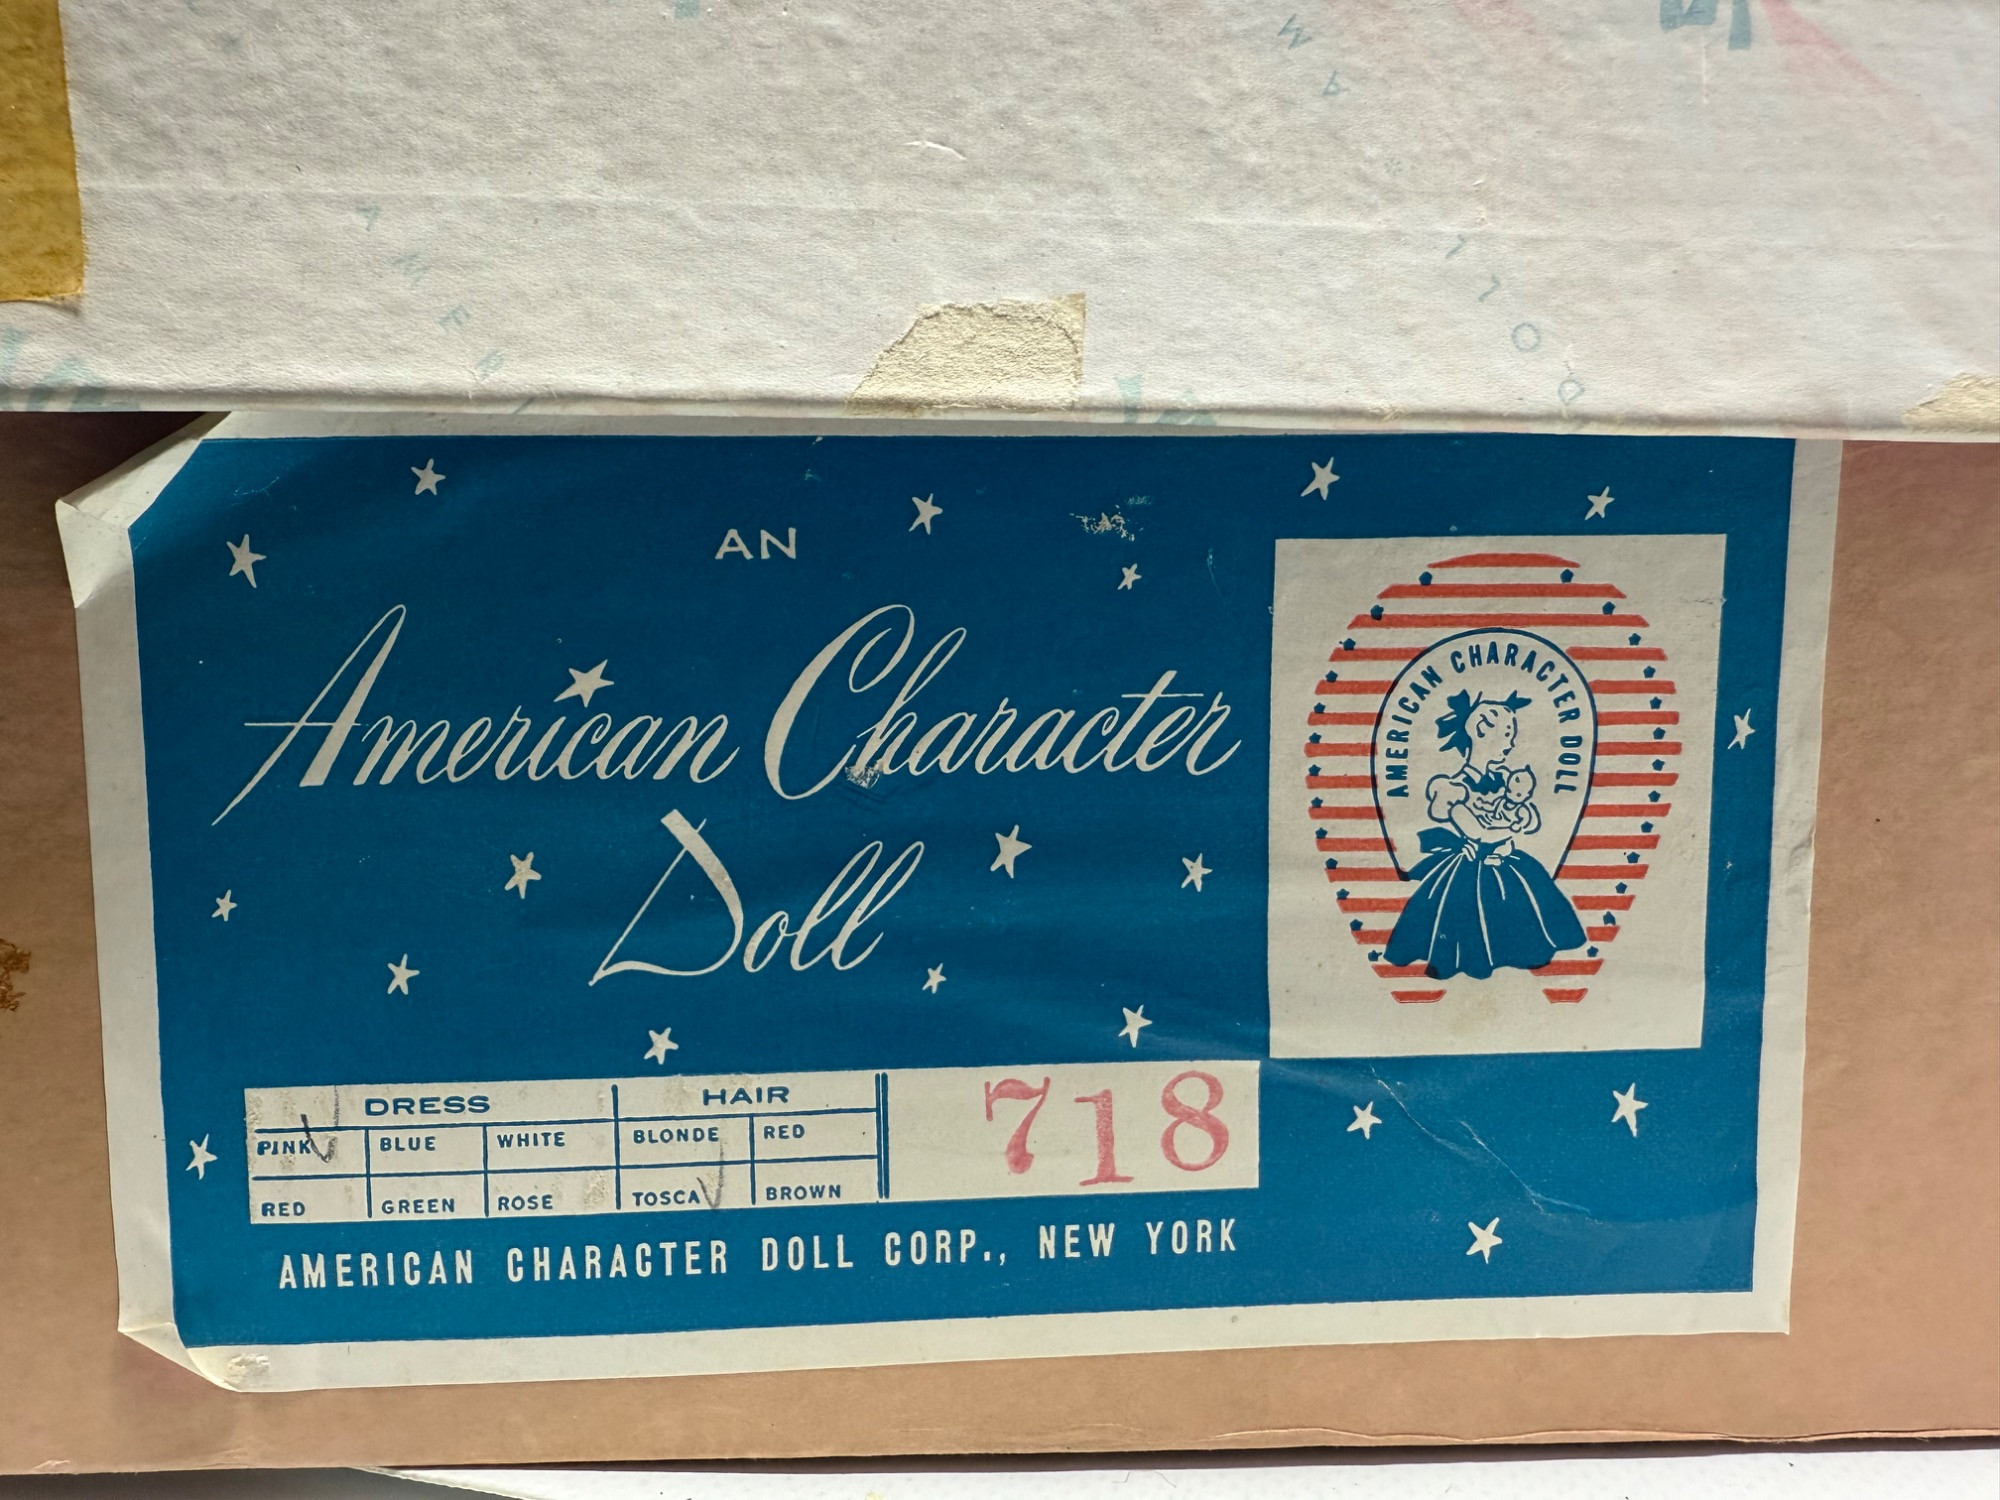 AN
American Character
Doll
AMERICAN CHARACTER DOLL
DRESS HAIR
PINK BLUE WHITE BLONDE RED
RED GREEN ROSE TOSCA BROWN
718
AMERICAN CHARACTER DOLL CORP., NEW YORK